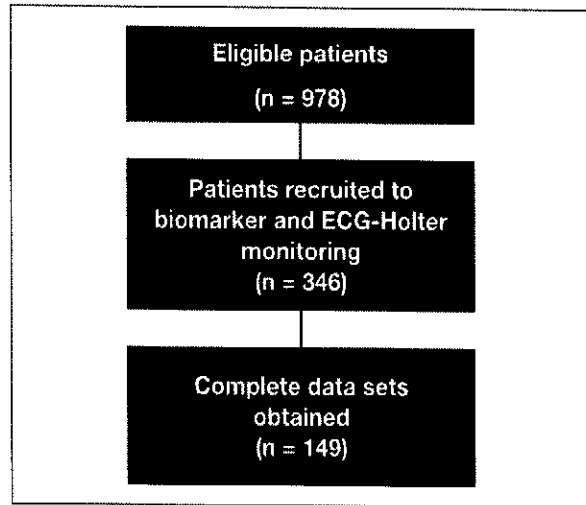 Eligible patients
(n = 978)
Patients recruited to
biomarker and ECG-Holter
monitoring
(n = 346)
Complete data sets
obtained
(n = 149)